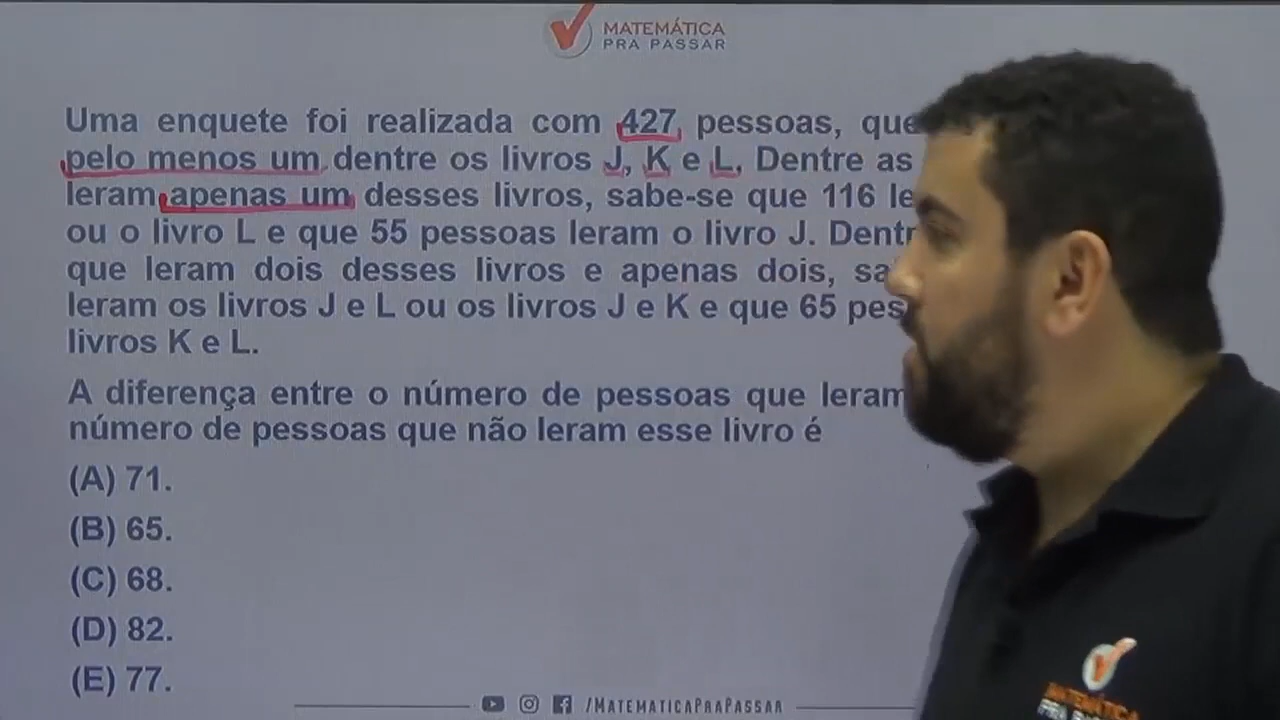 MATEMÁTICA
PRA PASSAR
Uma enquete foi realizada com 427 pessoas, que
pelo menos um dentre os livros J, K e L. Dentre as
leram apenas um desses livros, sabe-se que 116 le
ou o livro L e que 55 pessoas leram o livro J. Dentr
que leram dois desses livros e apenas dois, sa
leram os livros J e L ou os livros J e K e que 65 pes
livros K e L.
A diferença entre o número de pessoas que leram
número de pessoas que não leram esse livro é
(A) 71.
(B) 65.
(C) 68.
(D) 82.
(E) 77.
/MATEMATICAPRAPASSAR
MATEMÁTICA
PRA PA